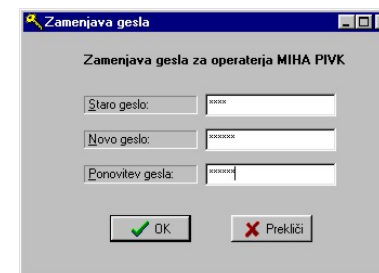 Zamenjava gesla
Zamenjava gesla za operaterja MIHA PIVK
Staro geslo: ****
Novo geslo: ******
Ponovitev gesla: ******
OK Prekliči